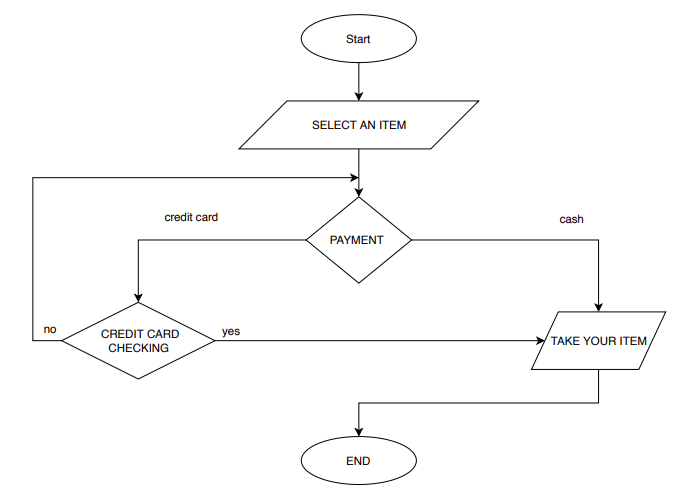 Start
SELECT AN ITEM
credit card
cash
PAYMENT
no
CREDIT CARD
CHECKING
yes
TAKE YOUR ITEM
END